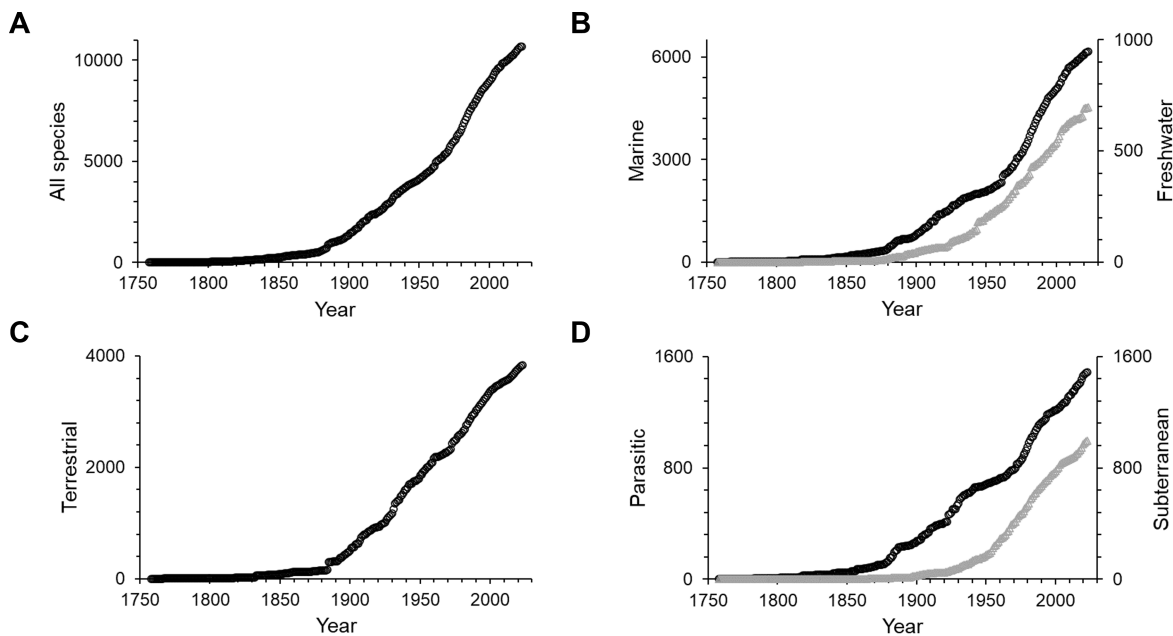 A
All species
10000
5000
0
1750 1800 1850 1900 1950 2000
Year
B
Marine
6000
3000
0
1000
500
0
Freshwater
1750 1800 1850 1900 1950 2000
Year
C
Terrestrial
4000
2000
0
1750 1800 1850 1900 1950 2000
Year
D
Parasitic
1600
800
0
1600
800
0
Subterranean
1750 1800 1850 1900 1950 2000
Year